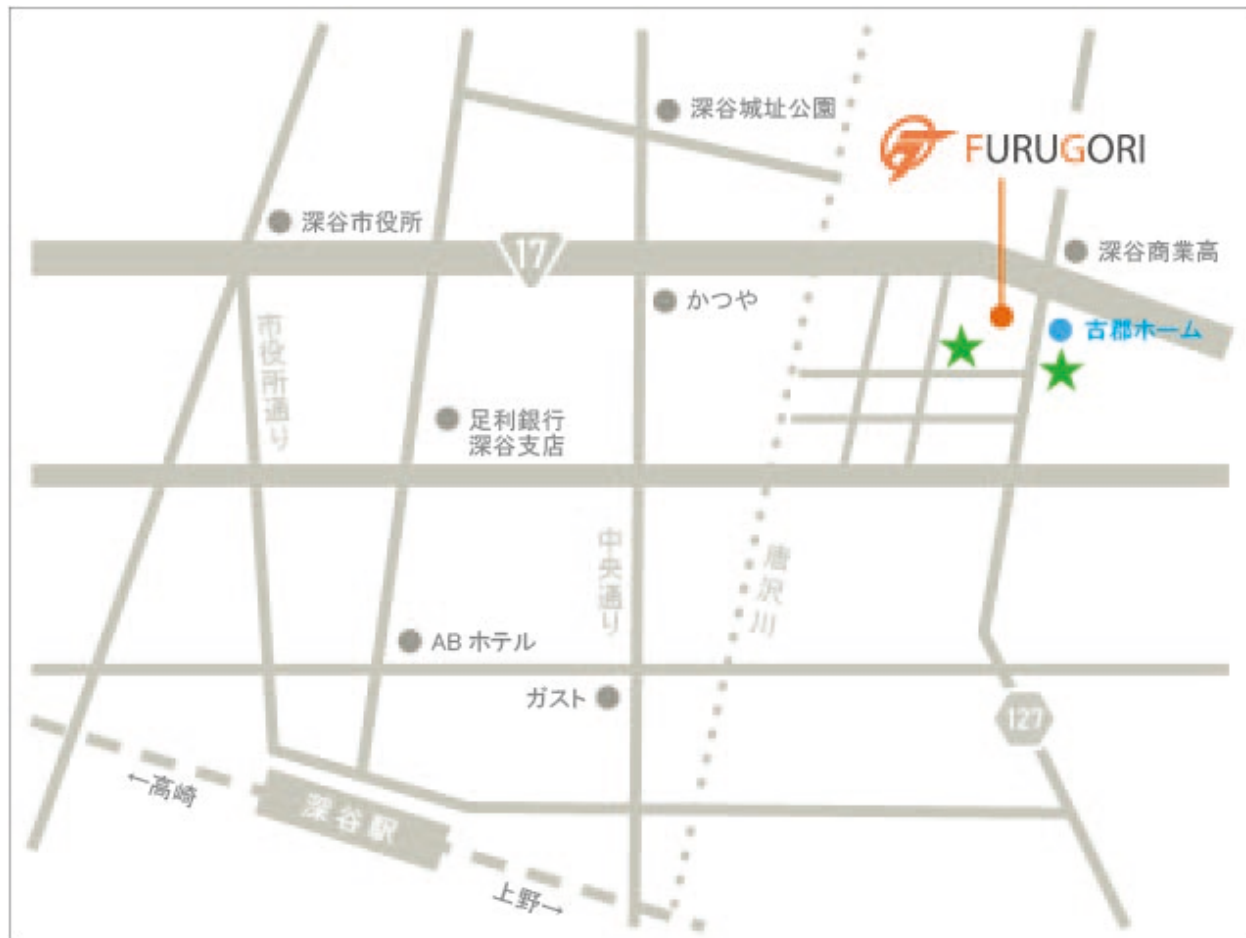 深谷城址公園
FURUGORI
深谷市役所
17
深谷商業高
かつや
古郡ホーム
市役所通り
足利銀行
深谷支店
中央通り
唐沢川
AB ホテル
ガスト
127
←高崎
深谷駅
上野→